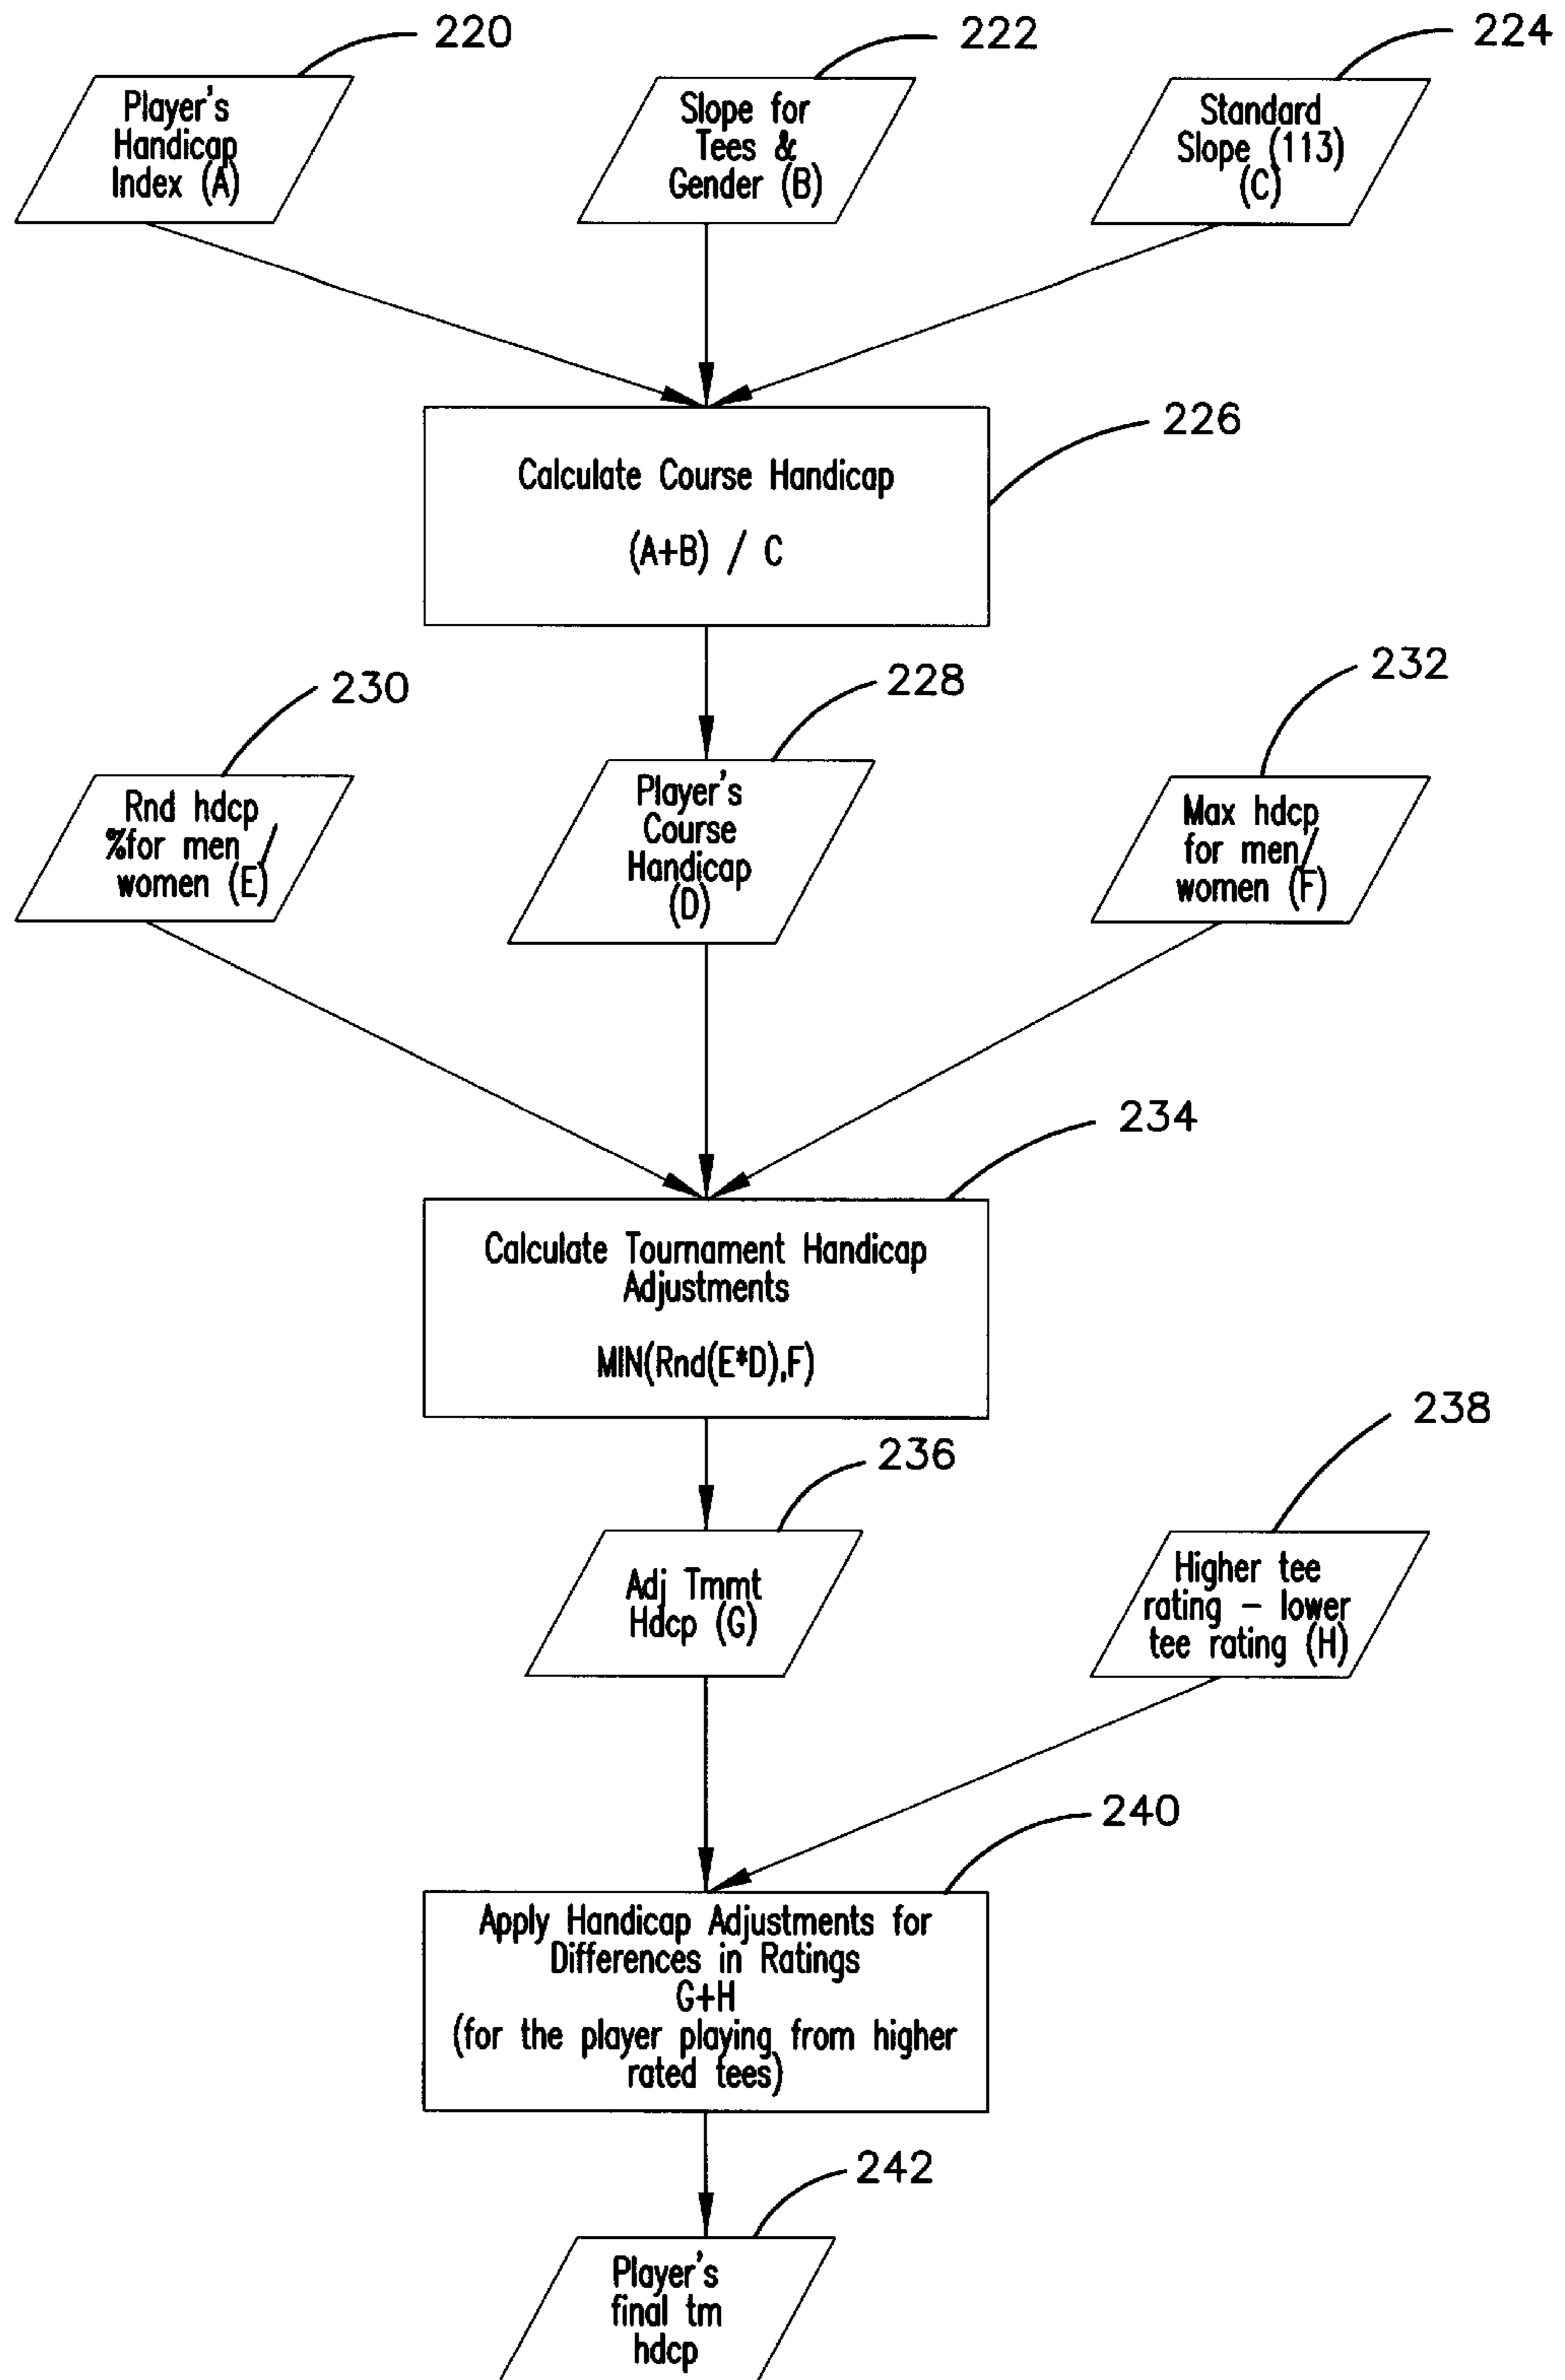 220
222
224
Player's
Handicap
Index (A)
Slope for
Tees &
Gender (B)
Standard
Slope (113)
(C)
226
Calculate Course Handicap
(A+B) / C
230
228
232
Rnd hdcp
%for men /
women (E)
Player's
Course
Handicap
(D)
Max hdcp
for men/
women (F)
234
Calculate Tournament Handicap
Adjustments
MIN(Rnd(E*D),F)
236
238
Adj Tmmt
Hdcp (G)
Higher tee
rating – lower
tee rating (H)
240
Apply Handicap Adjustments for
Differences in Ratings
G+H
(for the player playing from higher
rated tees)
242
Player's
final tm
hdcp